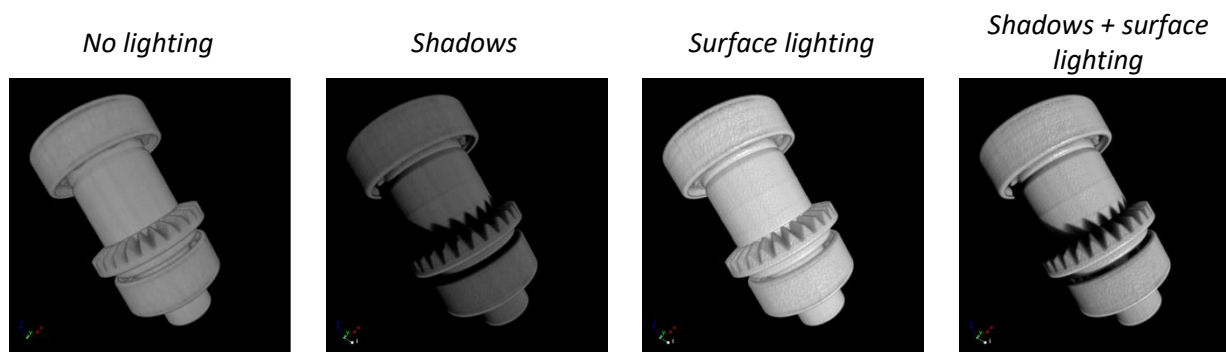 No lighting
Shadows
Surface lighting
Shadows + surface
lighting